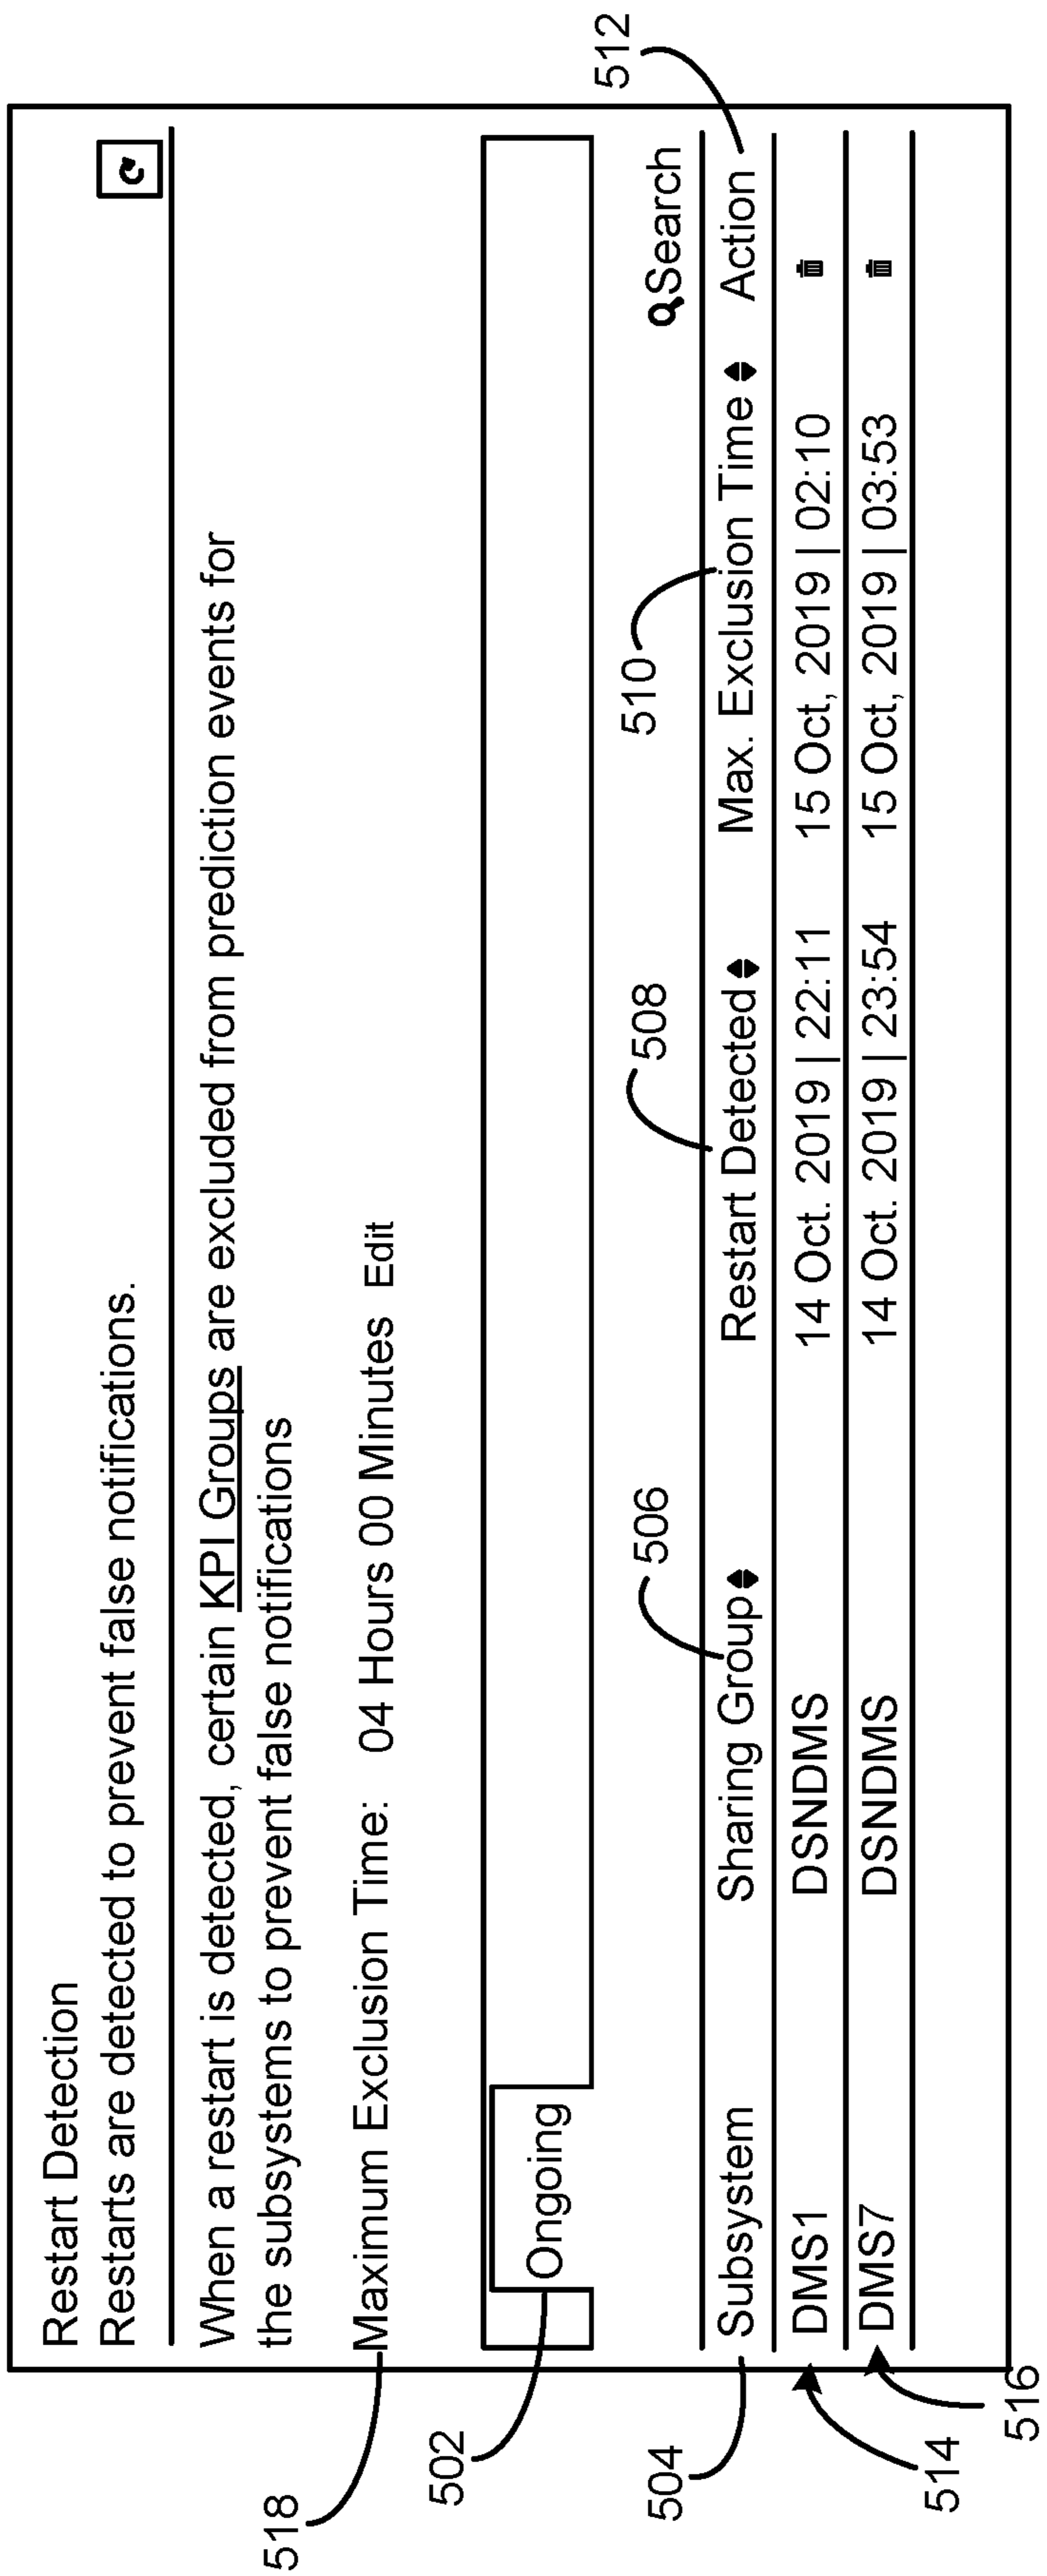 Restart Detection
Restarts are detected to prevent false notifications.
When a restart is detected, certain KPI Groups are excluded from prediction events for
the subsystems to prevent false notifications
518
Maximum Exclusion Time: 04 Hours 00 Minutes Edit
502
Ongoing
Search
510
508
506
512
504
Subsystem Sharing Group Restart Detected Max. Exclusion Time Action
514
DMS1 DSNDMS 14 Oct. 2019 | 22:11 15 Oct, 2019 | 02:10
516
DMS7 DSNDMS 14 Oct. 2019 | 23:54 15 Oct, 2019 | 03:53